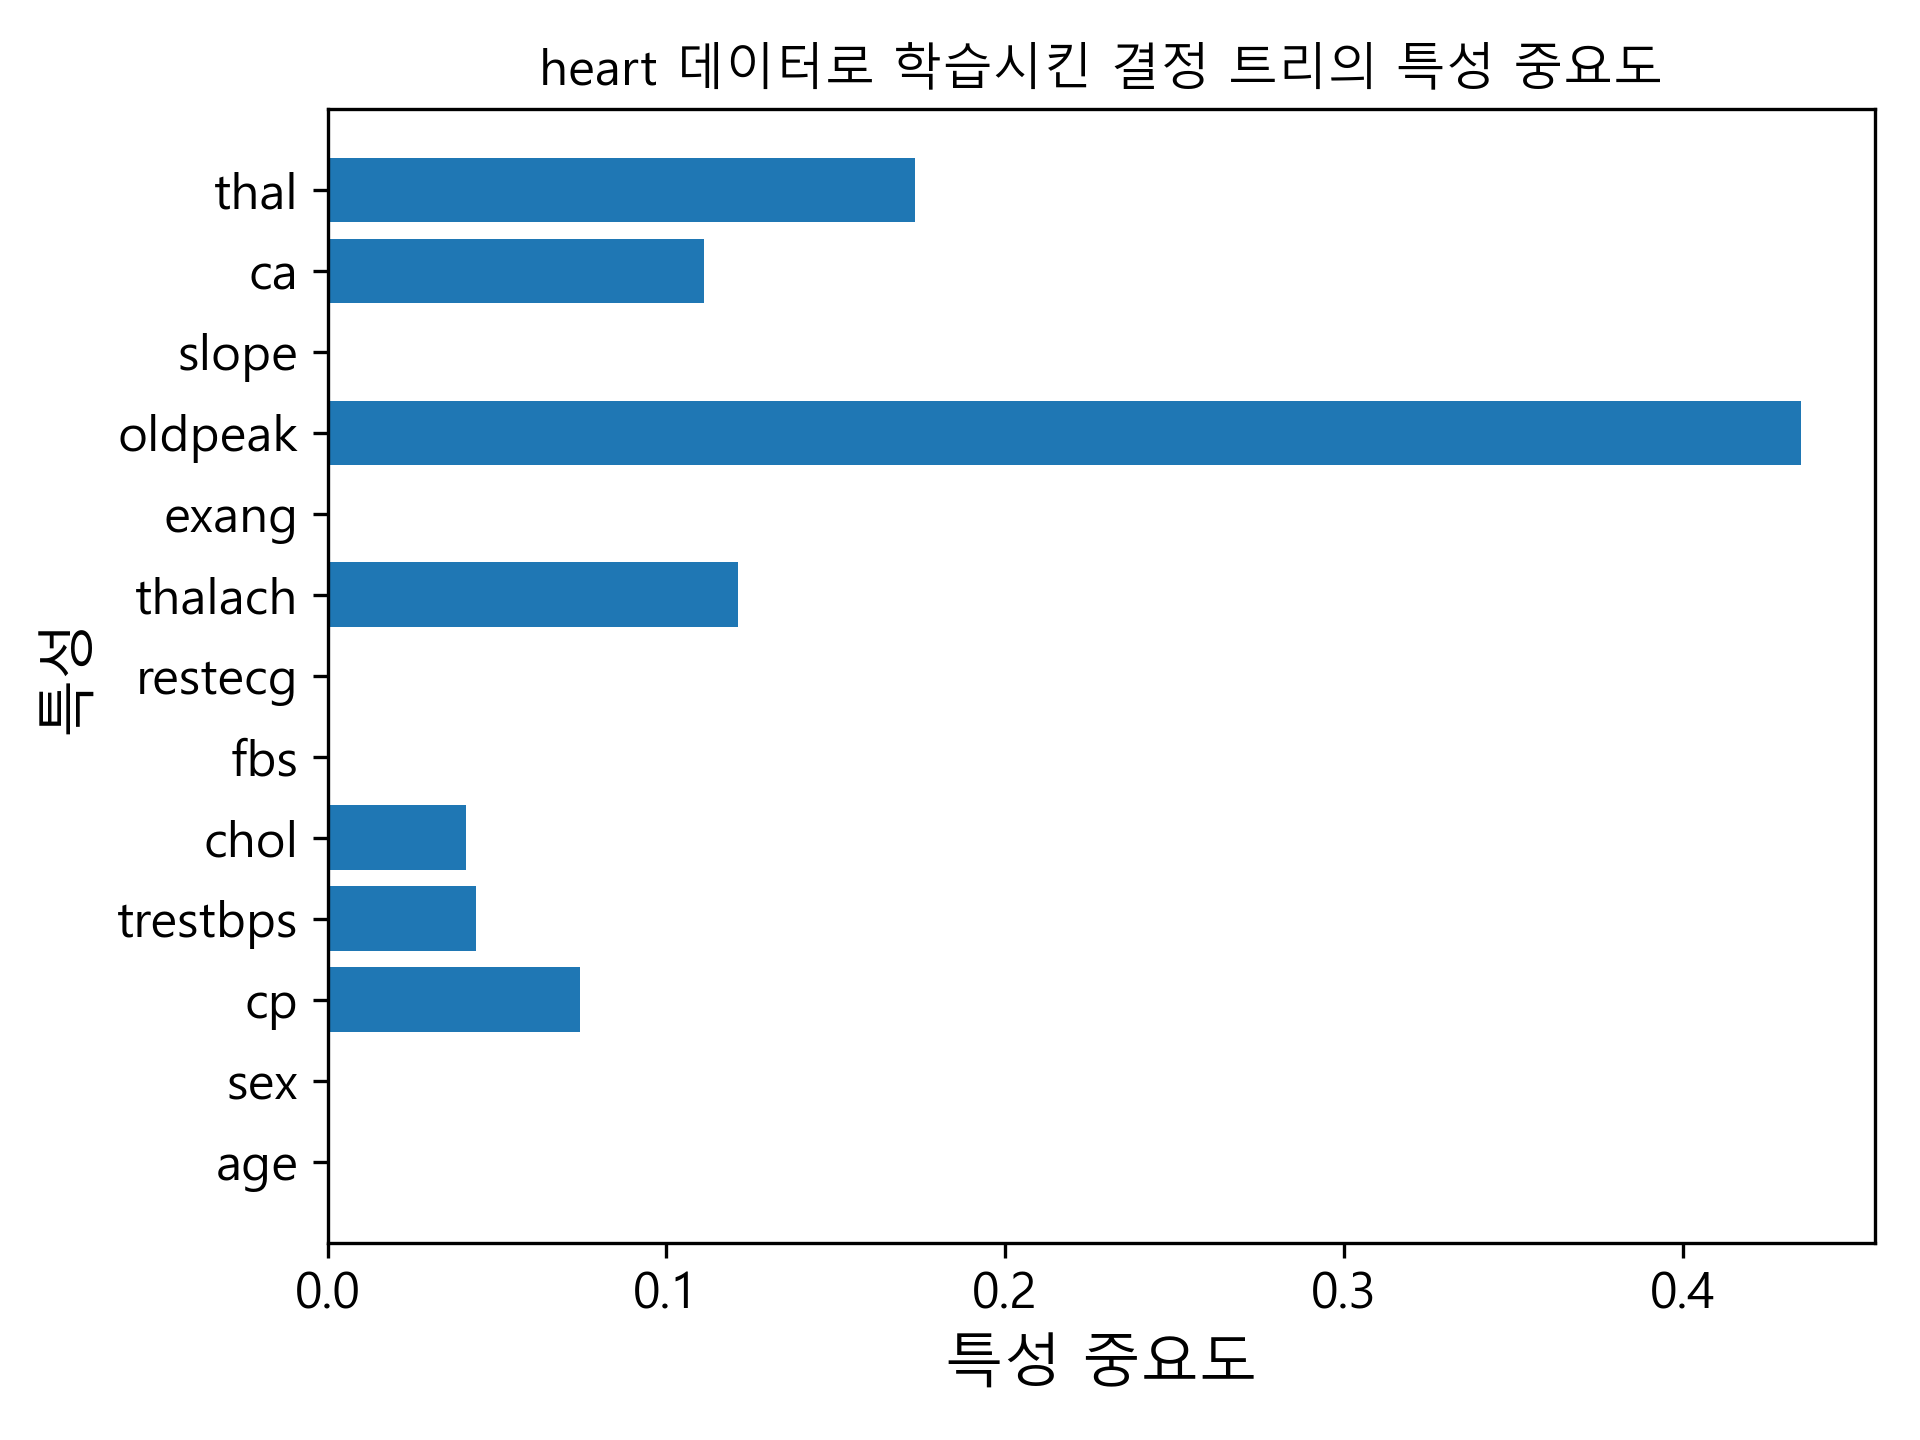 heart 데이터로 학습시킨 결정 트리의 특성 중요도
thal
ca
slope
oldpeak
exang
thalach
restecg
fbs
chol
trestbps
cp
sex
age
특성
0.0 0.1 0.2 0.3 0.4
특성 중요도